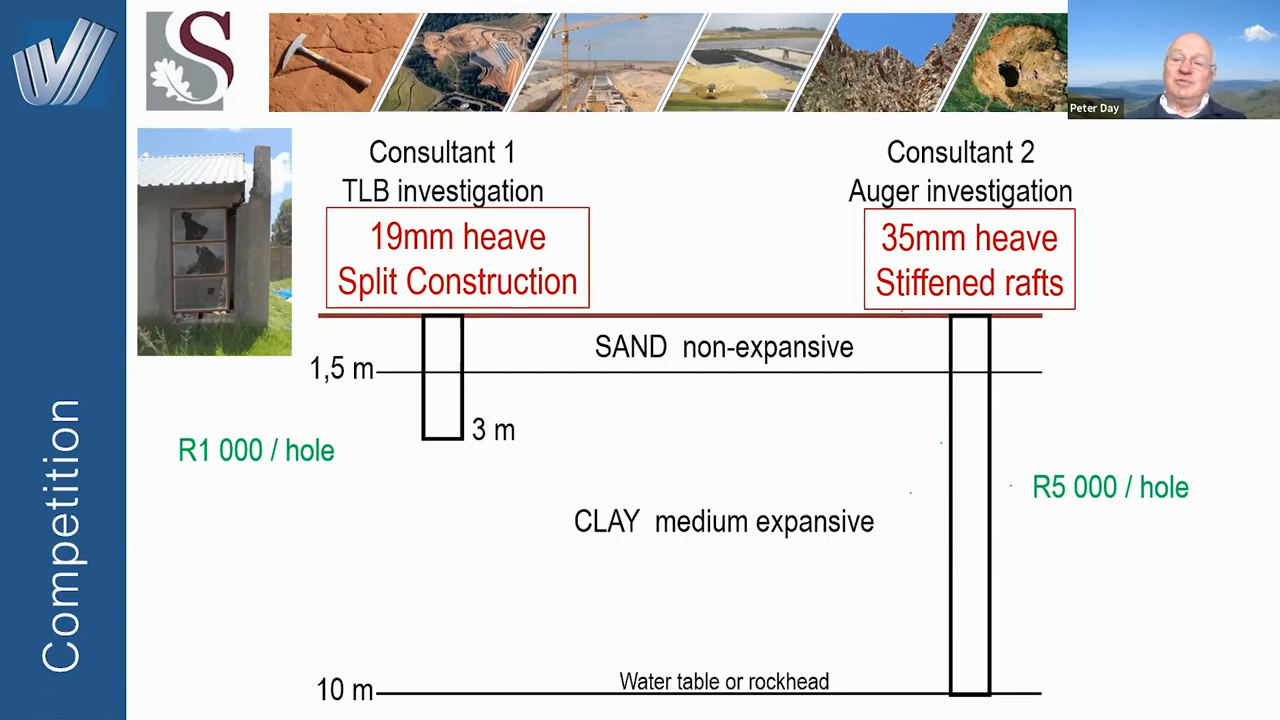 S
Peter Day
Consultant 1
TLB investigation
19mm heave
Split Construction
Consultant 2
Auger investigation
35mm heave
Stiffened rafts
SAND non-expansive
1,5 m
3 m
R1 000 / hole
R5 000 / hole
CLAY medium expansive
Water table or rockhead
10 m
Competition